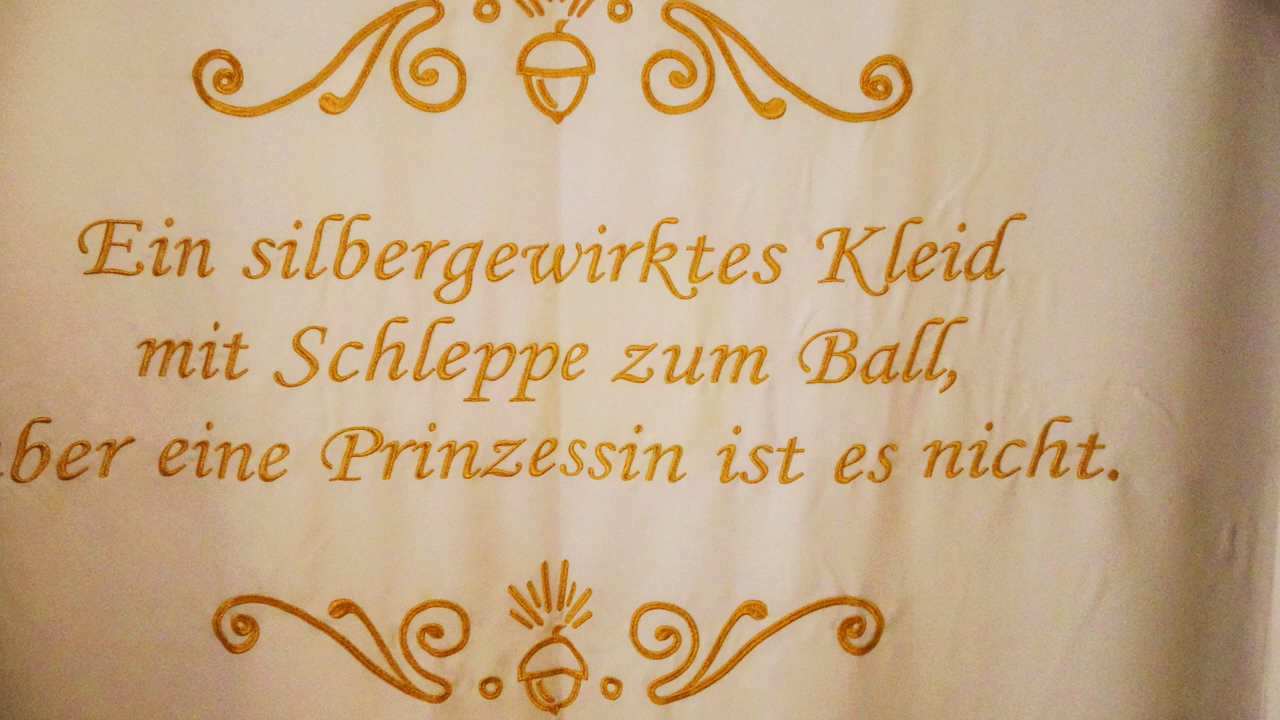 Ein silbergewirktes Kleid
mit Schleppe zum Ball,
aber eine Prinzessin ist es nicht.